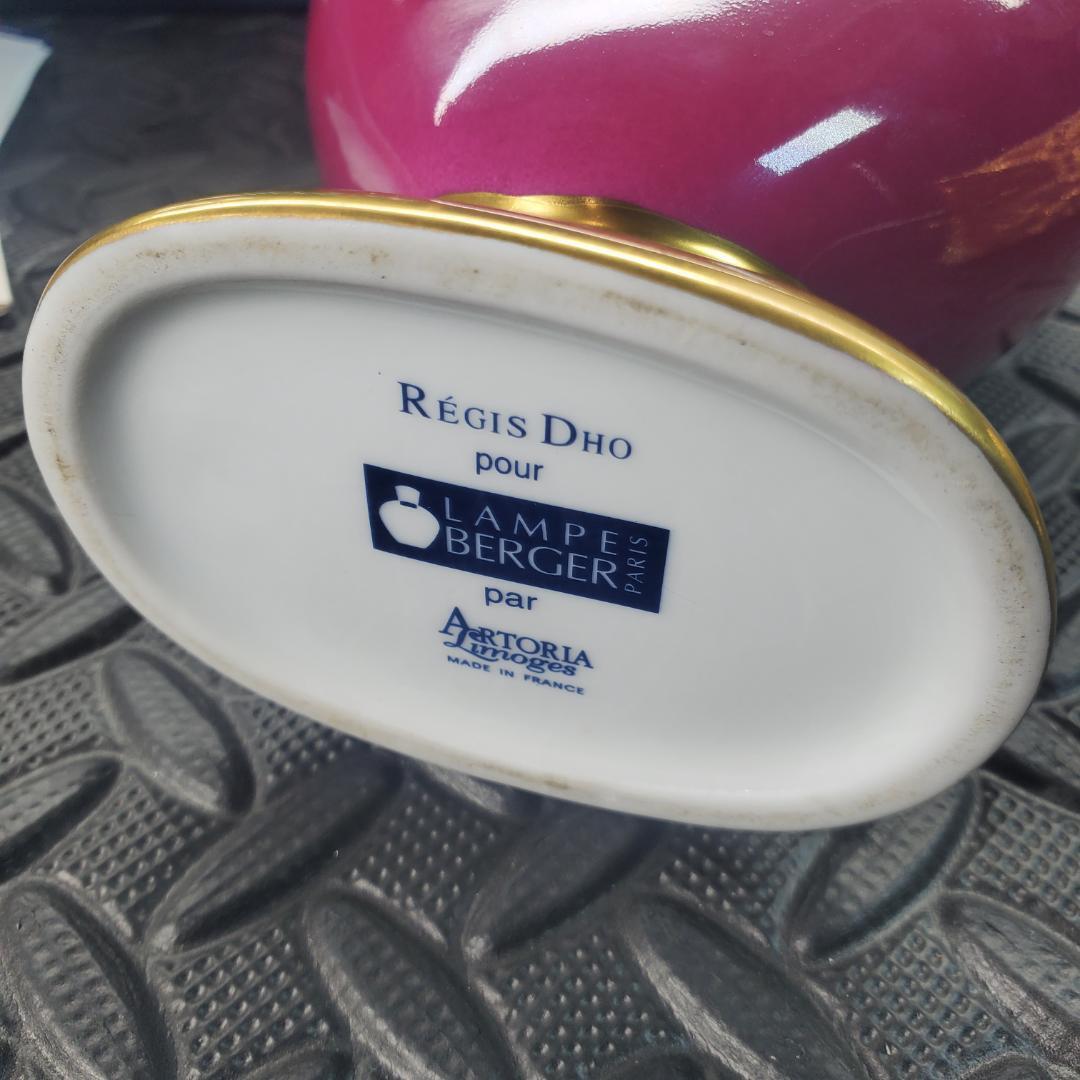 RÉGIS DHO
pour
LAMPE
BERGER
PARIS
par
ARTORIA
Limoges
MADE IN FRANCE